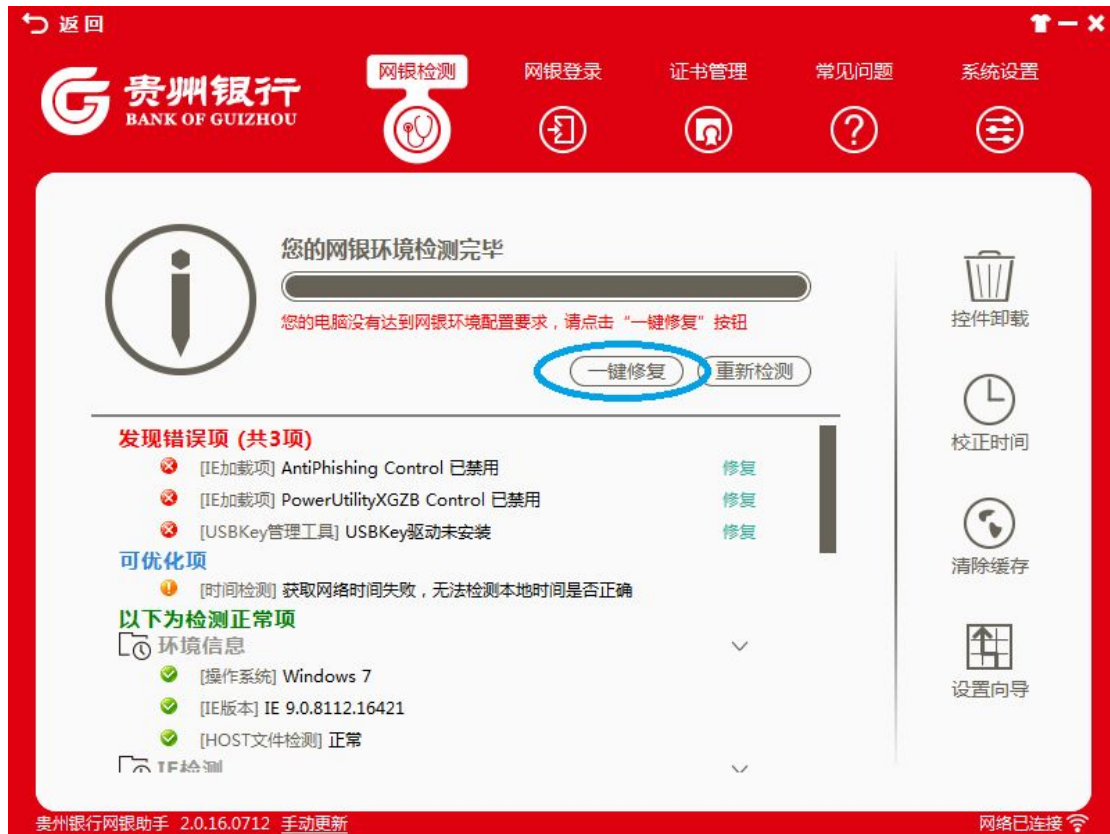 返回
贵州银行
BANK OF GUIZHOU
网银检测
网银登录
证书管理
常见问题
系统设置
您的网银环境检测完毕
您的电脑没有达到网银环境配置要求，请点击“一键修复”按钮
一键修复
重新检测
发现错误项 (共3项)
[IE加载项] AntiPhishing Control 已禁用 修复
[IE加载项] PowerUtilityXGZB Control 已禁用 修复
[USBKey管理工具] USBKey驱动未安装 修复
可优化项
[时间检测] 获取网络时间失败，无法检测本地时间是否正确
以下为检测正常项
环境信息
[操作系统] Windows 7
[IE版本] IE 9.0.8112.16421
[HOST文件检测] 正常
IE检测
控件卸载
校正时间
清除缓存
设置向导
贵州银行网银助手 2.0.16.0712 手动更新
网络已连接